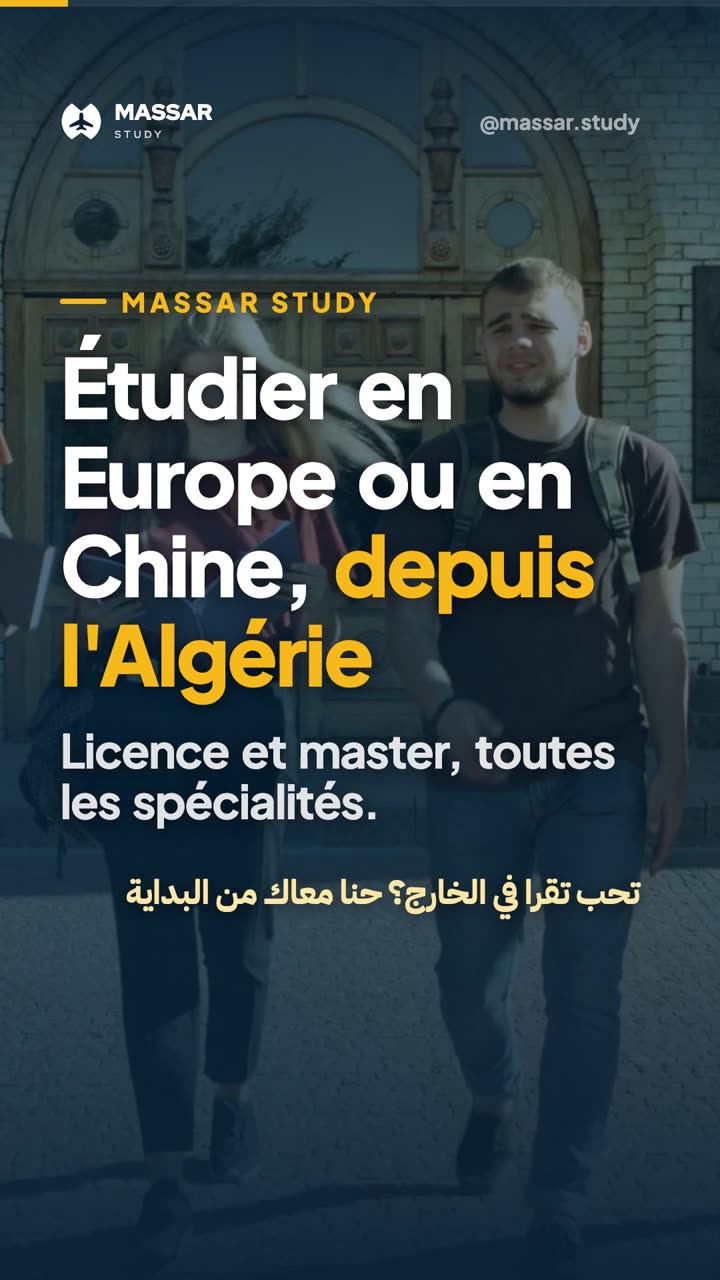 MASSAR
STUDY
@massar.study
MASSAR STUDY
Étudier en
Europe ou en
Chine, depuis
l'Algérie
Licence et master, toutes
les spécialités.
تحب تقرا في الخارج؟ حنا معاك من البداية